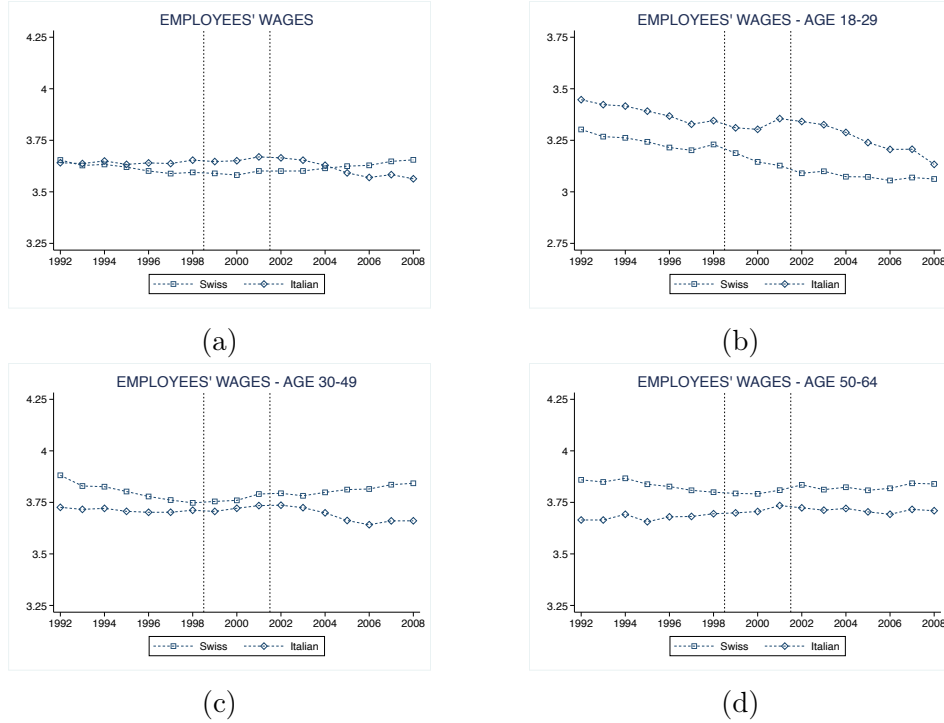 EMPLOYEES' WAGES
4.25
4
3.75
3.5
3.25
1992 1994 1996 1998 2000 2002 2004 2006 2008
Swiss Italian
(a)
EMPLOYEES' WAGES - AGE 18-29
3.75
3.5
3.25
3
2.75
1992 1994 1996 1998 2000 2002 2004 2006 2008
Swiss Italian
(b)
EMPLOYEES' WAGES - AGE 30-49
4.25
4
3.75
3.5
3.25
1992 1994 1996 1998 2000 2002 2004 2006 2008
Swiss Italian
(c)
EMPLOYEES' WAGES - AGE 50-64
4.25
4
3.75
3.5
3.25
1992 1994 1996 1998 2000 2002 2004 2006 2008
Swiss Italian
(d)